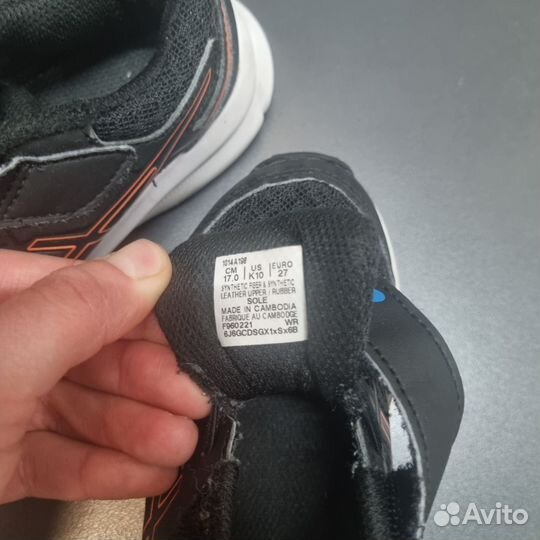 1014A198
CM | US | EURO
17.0 | K10 | 27
SYNTHETIC FIBER & SYNTHETIC
LEATHER UPPER / RUBBER
SOLE
MADE IN CAMBODIA
FABRIQUE AU CAMBODGE
F960221 WR
6J6GCDSGX1xSx6B
Avito